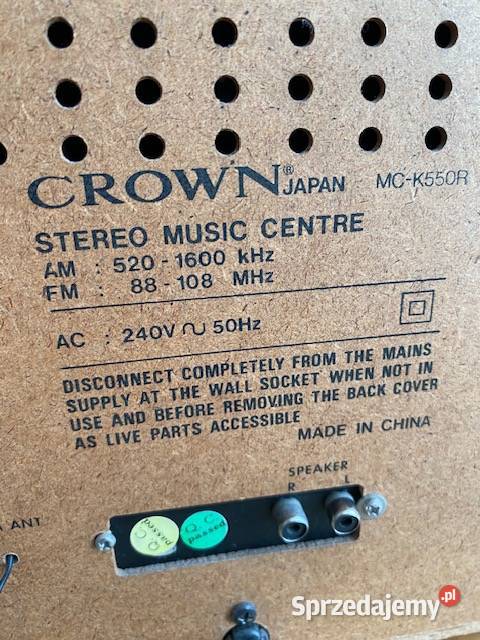 CROWN® JAPAN MC-K550R
STEREO MUSIC CENTRE
AM : 520-1600 kHz
FM : 88-108 MHz
AC : 240V ~ 50Hz
DISCONNECT COMPLETELY FROM THE MAINS
SUPPLY AT THE WALL SOCKET WHEN NOT IN
USE AND BEFORE REMOVING THE BACK COVER
AS LIVE PARTS ACCESSIBLE
MADE IN CHINA
SPEAKER
R L
ANT
Q.C.
passed
Q.C.
passed
Sprzedajemy.pl